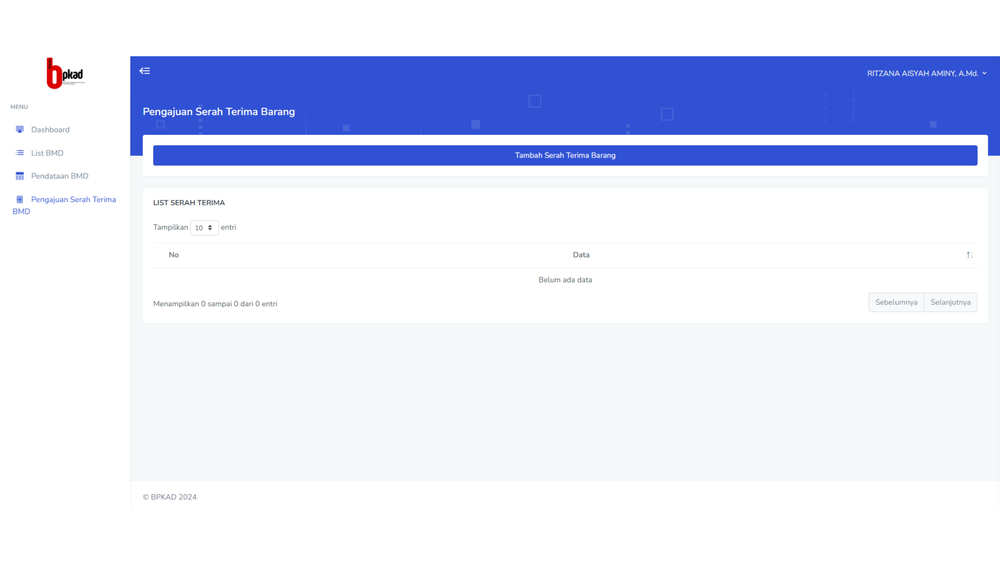 bpkad
MENU
Dashboard
List BMD
Pendataan BMD
Pengajuan Serah Terima
BMD
RITZANA AISYAH AMINY, A.Md.
Pengajuan Serah Terima Barang
Tambah Serah Terima Barang
LIST SERAH TERIMA
Tampilkan 10 entri
No Data
Belum ada data
Menampilkan 0 sampai 0 dari 0 entri
Sebelumnya Selanjutnya
© BPKAD 2024